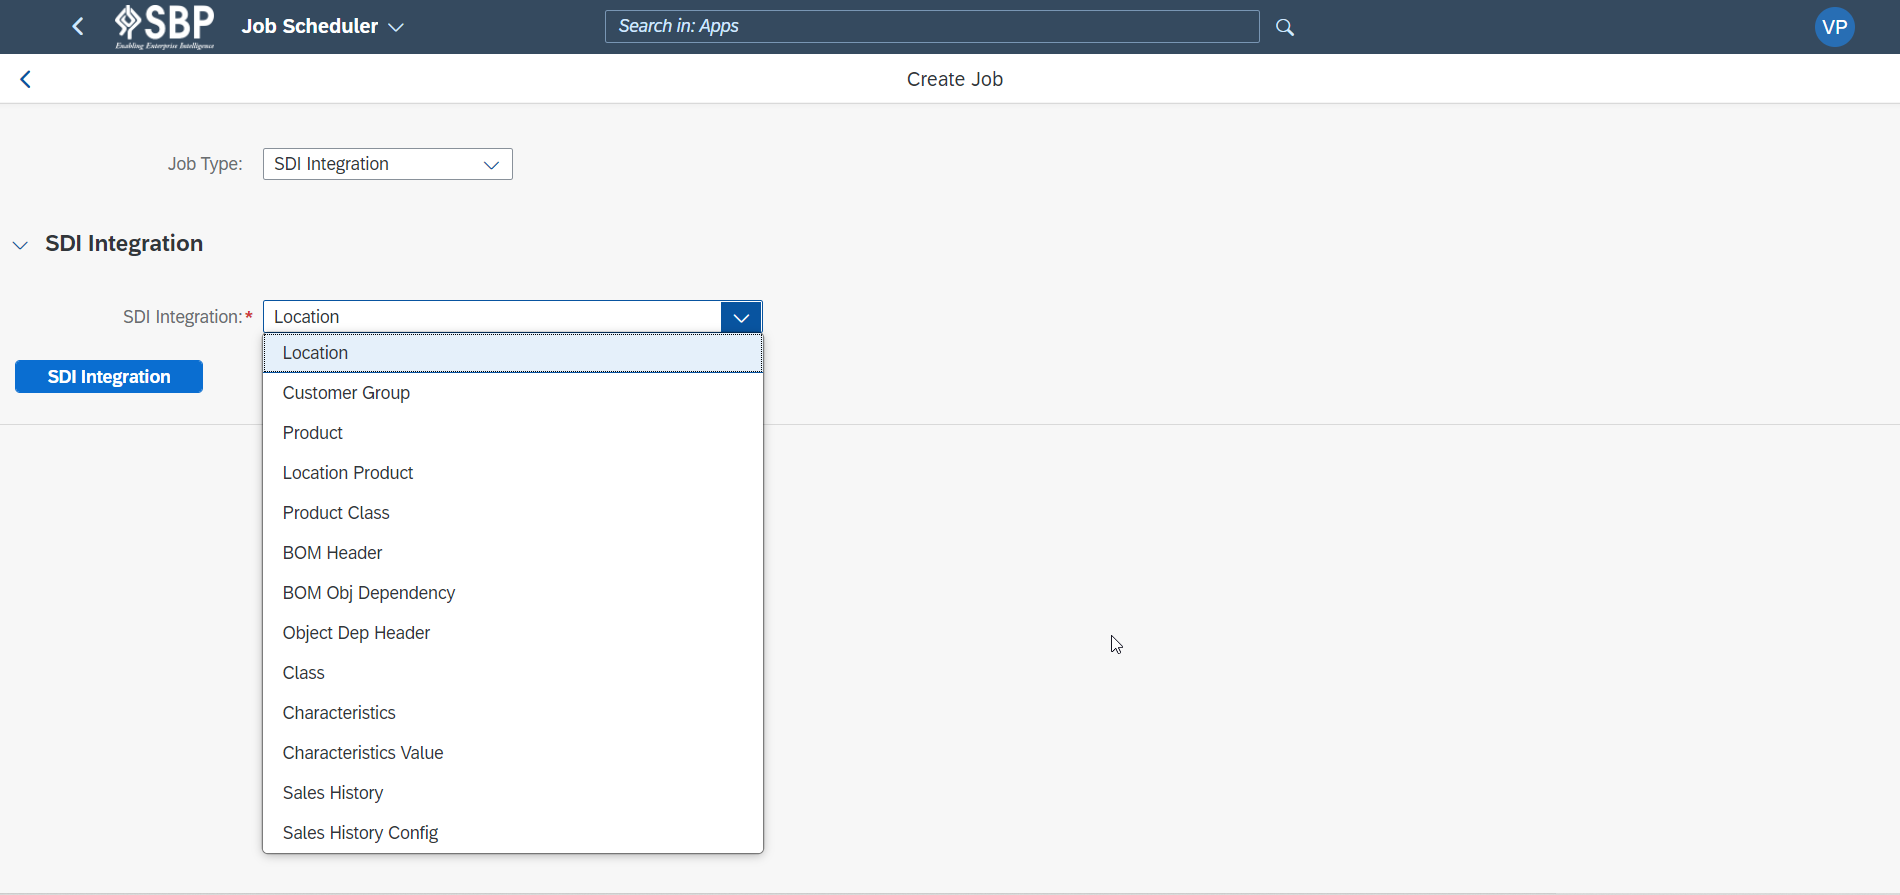 SBP
Enabling Enterprise Intelligence
Job Scheduler
Search in: Apps
VP
Create Job
Job Type:
SDI Integration
SDI Integration
SDI Integration:*
Location
Location
SDI Integration
Customer Group
Product
Location Product
Product Class
BOM Header
BOM Obj Dependency
Object Dep Header
Class
Characteristics
Characteristics Value
Sales History
Sales History Config